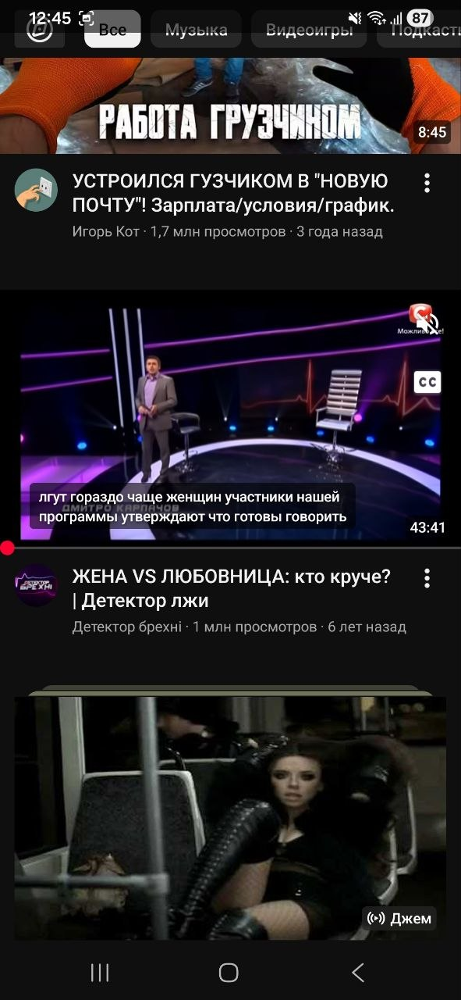 12:45
87
Все
Музыка
Видеоигры
Подкасты
РАБОТА ГРУЗЧИКОМ
8:45
УСТРОИЛСЯ ГУЗЧИКОМ В "НОВУЮ
ПОЧТУ"! Зарплата/условия/график.
Игорь Кот · 1,7 млн просмотров · 3 года назад
CC
лгут гораздо чаще женщин участники нашей
ДМИТРО КАРПАЧОВ
программы утверждают что готовы говорить
43:41
ДЕТЕКТОР
БРЕХНІ
ЖЕНА VS ЛЮБОВНИЦА: кто круче?
| Детектор лжи
Детектор брехні · 1 млн просмотров · 6 лет назад
Джем